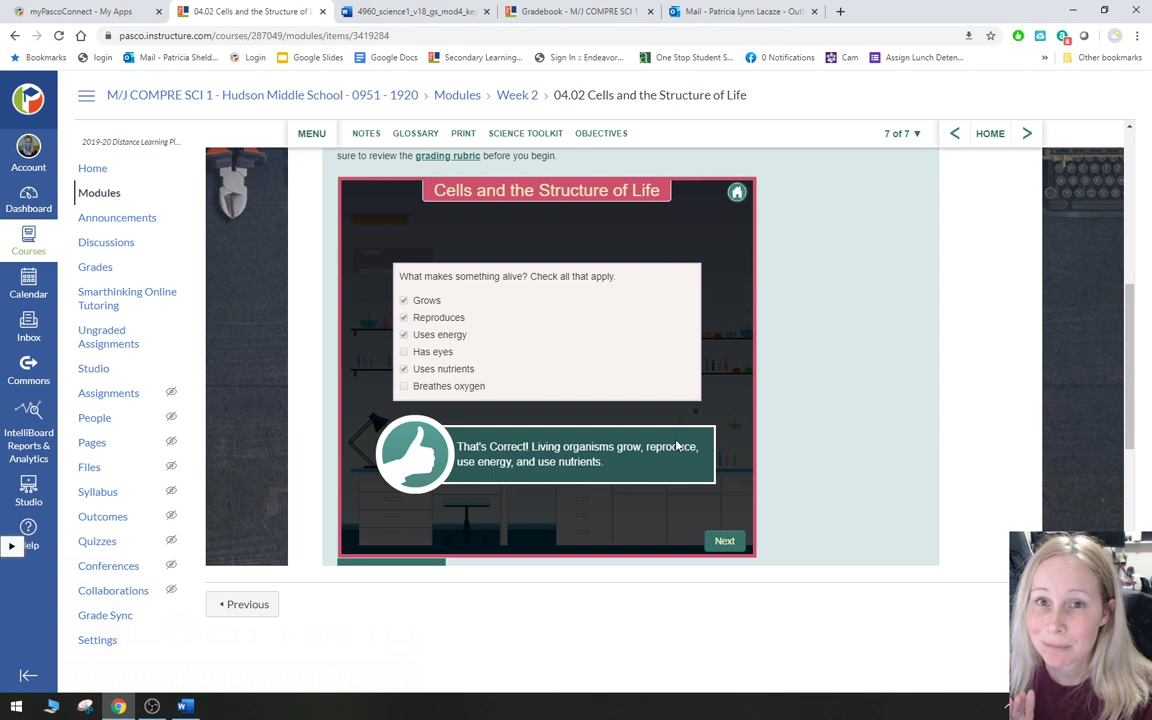 myPascoConnect - My Apps
04.02 Cells and the Structure of L
4960_science1_v18_gs_mod4_ke
Gradebook - M/J COMPRE SCI 1
Mail - Patricia Lynn Lacaze - Out
pasco.instructure.com/courses/287049/modules/items/3419284
Bookmarks
login
Mail - Patricia Sheld...
Login
Google Slides
Google Docs
Secondary Learning...
Sign In :: Endeavor...
One Stop Student S...
0 Notifications
Cam
Assign Lunch Deten...
»
Other bookmarks
M/J COMPRE SCI 1 - Hudson Middle School - 0951 - 1920 > Modules > Week 2 > 04.02 Cells and the Structure of Life
Account
Dashboard
Courses
Calendar
Inbox
Commons
IntelliBoard
Reports &
Analytics
Studio
elp
2019-20 Distance Learning Pl...
Home
Modules
Announcements
Discussions
Grades
Smarthinking Online
Tutoring
Ungraded
Assignments
Studio
Assignments
People
Pages
Files
Syllabus
Outcomes
Quizzes
Conferences
Collaborations
Grade Sync
Settings
MENU
NOTES
GLOSSARY
PRINT
SCIENCE TOOLKIT
OBJECTIVES
7 of 7 ▼
HOME
sure to review the grading rubric before you begin.
Cells and the Structure of Life
What makes something alive? Check all that apply.
Grows
Reproduces
Uses energy
Has eyes
Uses nutrients
Breathes oxygen
That's Correct! Living organisms grow, reproduce,
use energy, and use nutrients.
Next
Previous